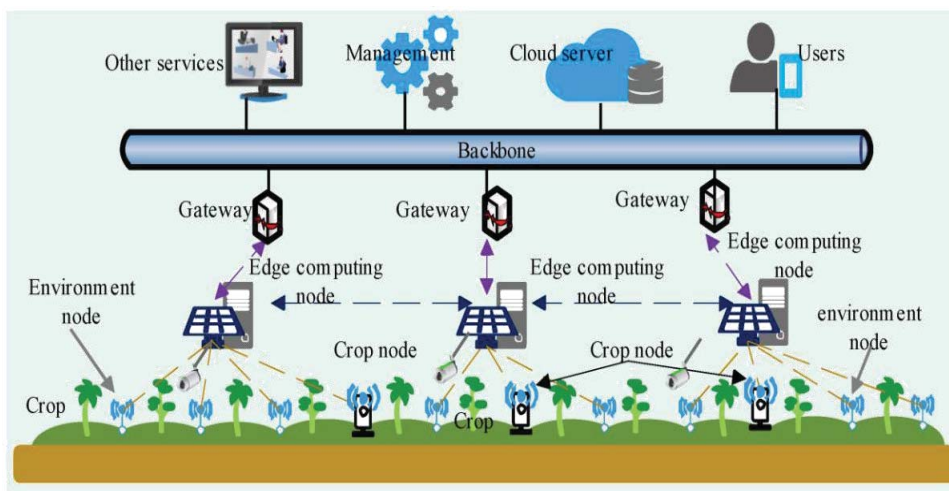 Other services
Management
Cloud server
Users
Backbone
Gateway
Gateway
Gateway
Edge computing
node
Edge computing
node
Edge computing
node
Environment
node
environment
node
Crop node
Crop node
Crop
Crop